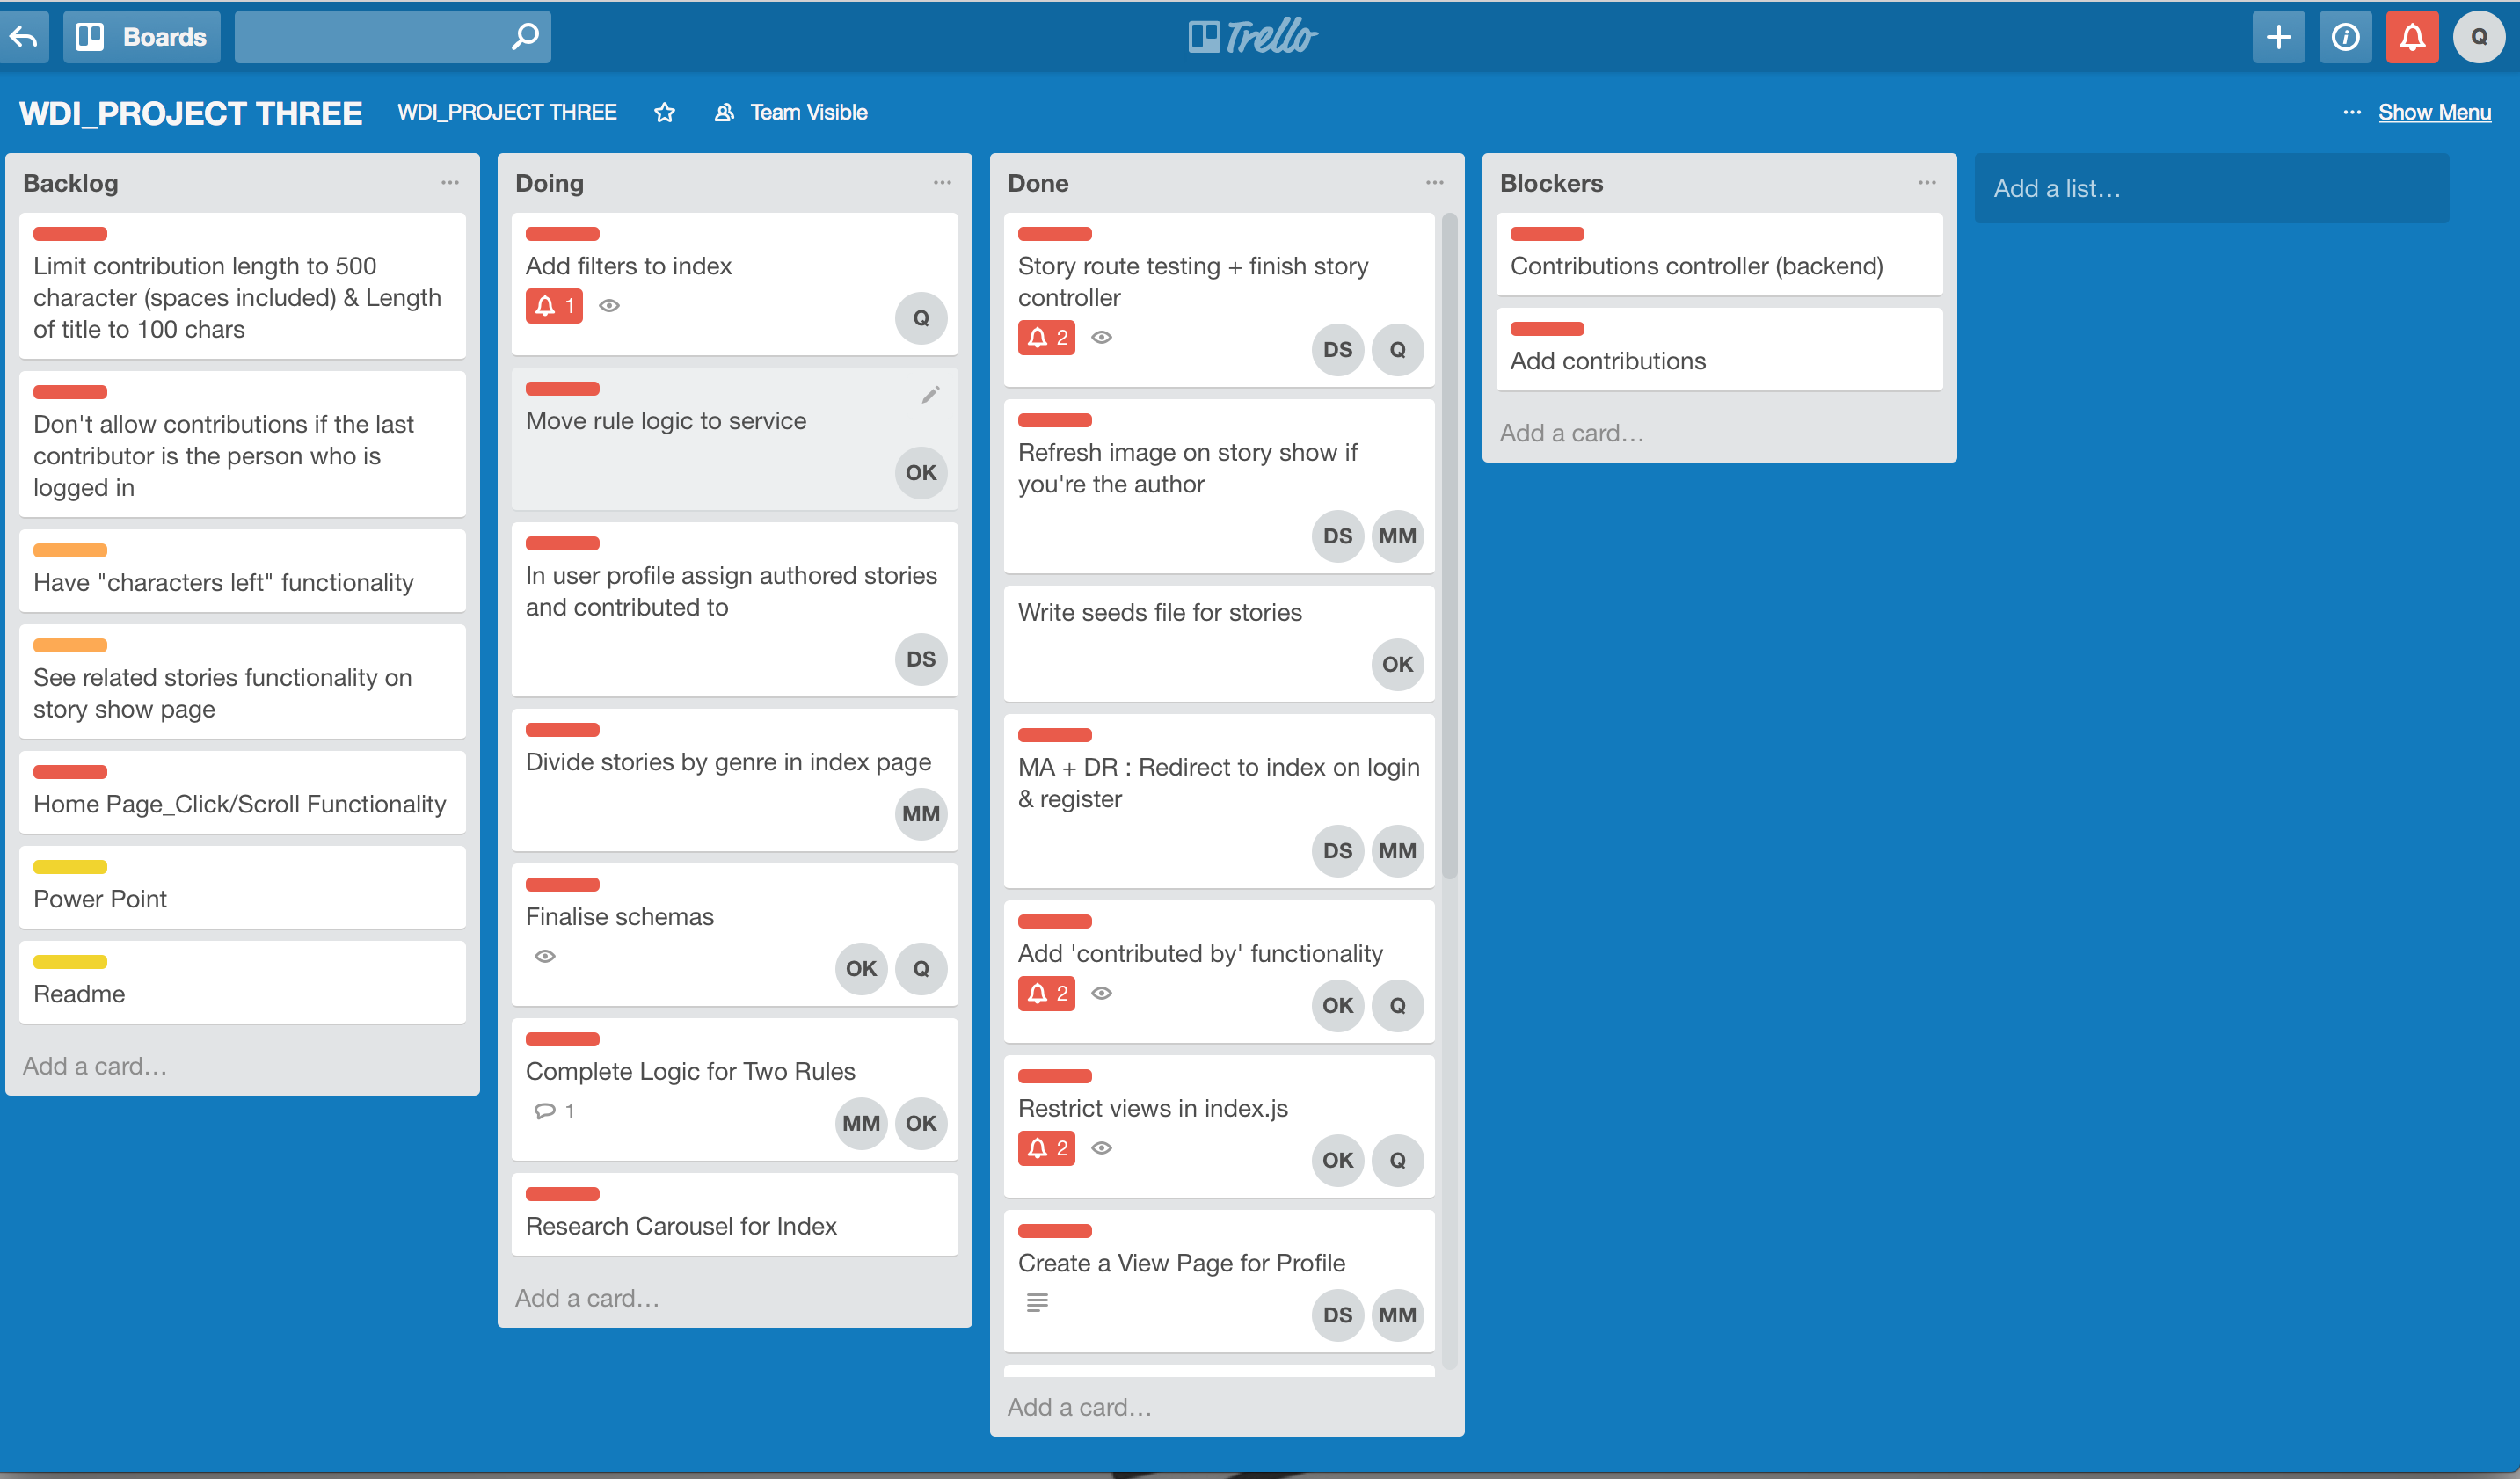 Boards
Trello
Q
WDI_PROJECT THREE
WDI_PROJECT THREE
Team Visible
... Show Menu
Backlog
Limit contribution length to 500
character (spaces included) & Length
of title to 100 chars
Don't allow contributions if the last
contributor is the person who is
logged in
Have "characters left" functionality
See related stories functionality on
story show page
Home Page_Click/Scroll Functionality
Power Point
Readme
Add a card…
Doing
Add filters to index
1
Q
Move rule logic to service
OK
In user profile assign authored stories
and contributed to
DS
Divide stories by genre in index page
MM
Finalise schemas
OK Q
Complete Logic for Two Rules
1
MM OK
Research Carousel for Index
Add a card…
Done
Story route testing + finish story
controller
2
DS Q
Refresh image on story show if
you're the author
DS MM
Write seeds file for stories
OK
MA + DR : Redirect to index on login
& register
DS MM
Add 'contributed by' functionality
2
OK Q
Restrict views in index.js
2
OK Q
Create a View Page for Profile
DS MM
Add a card…
Blockers
Contributions controller (backend)
Add contributions
Add a card…
Add a list…